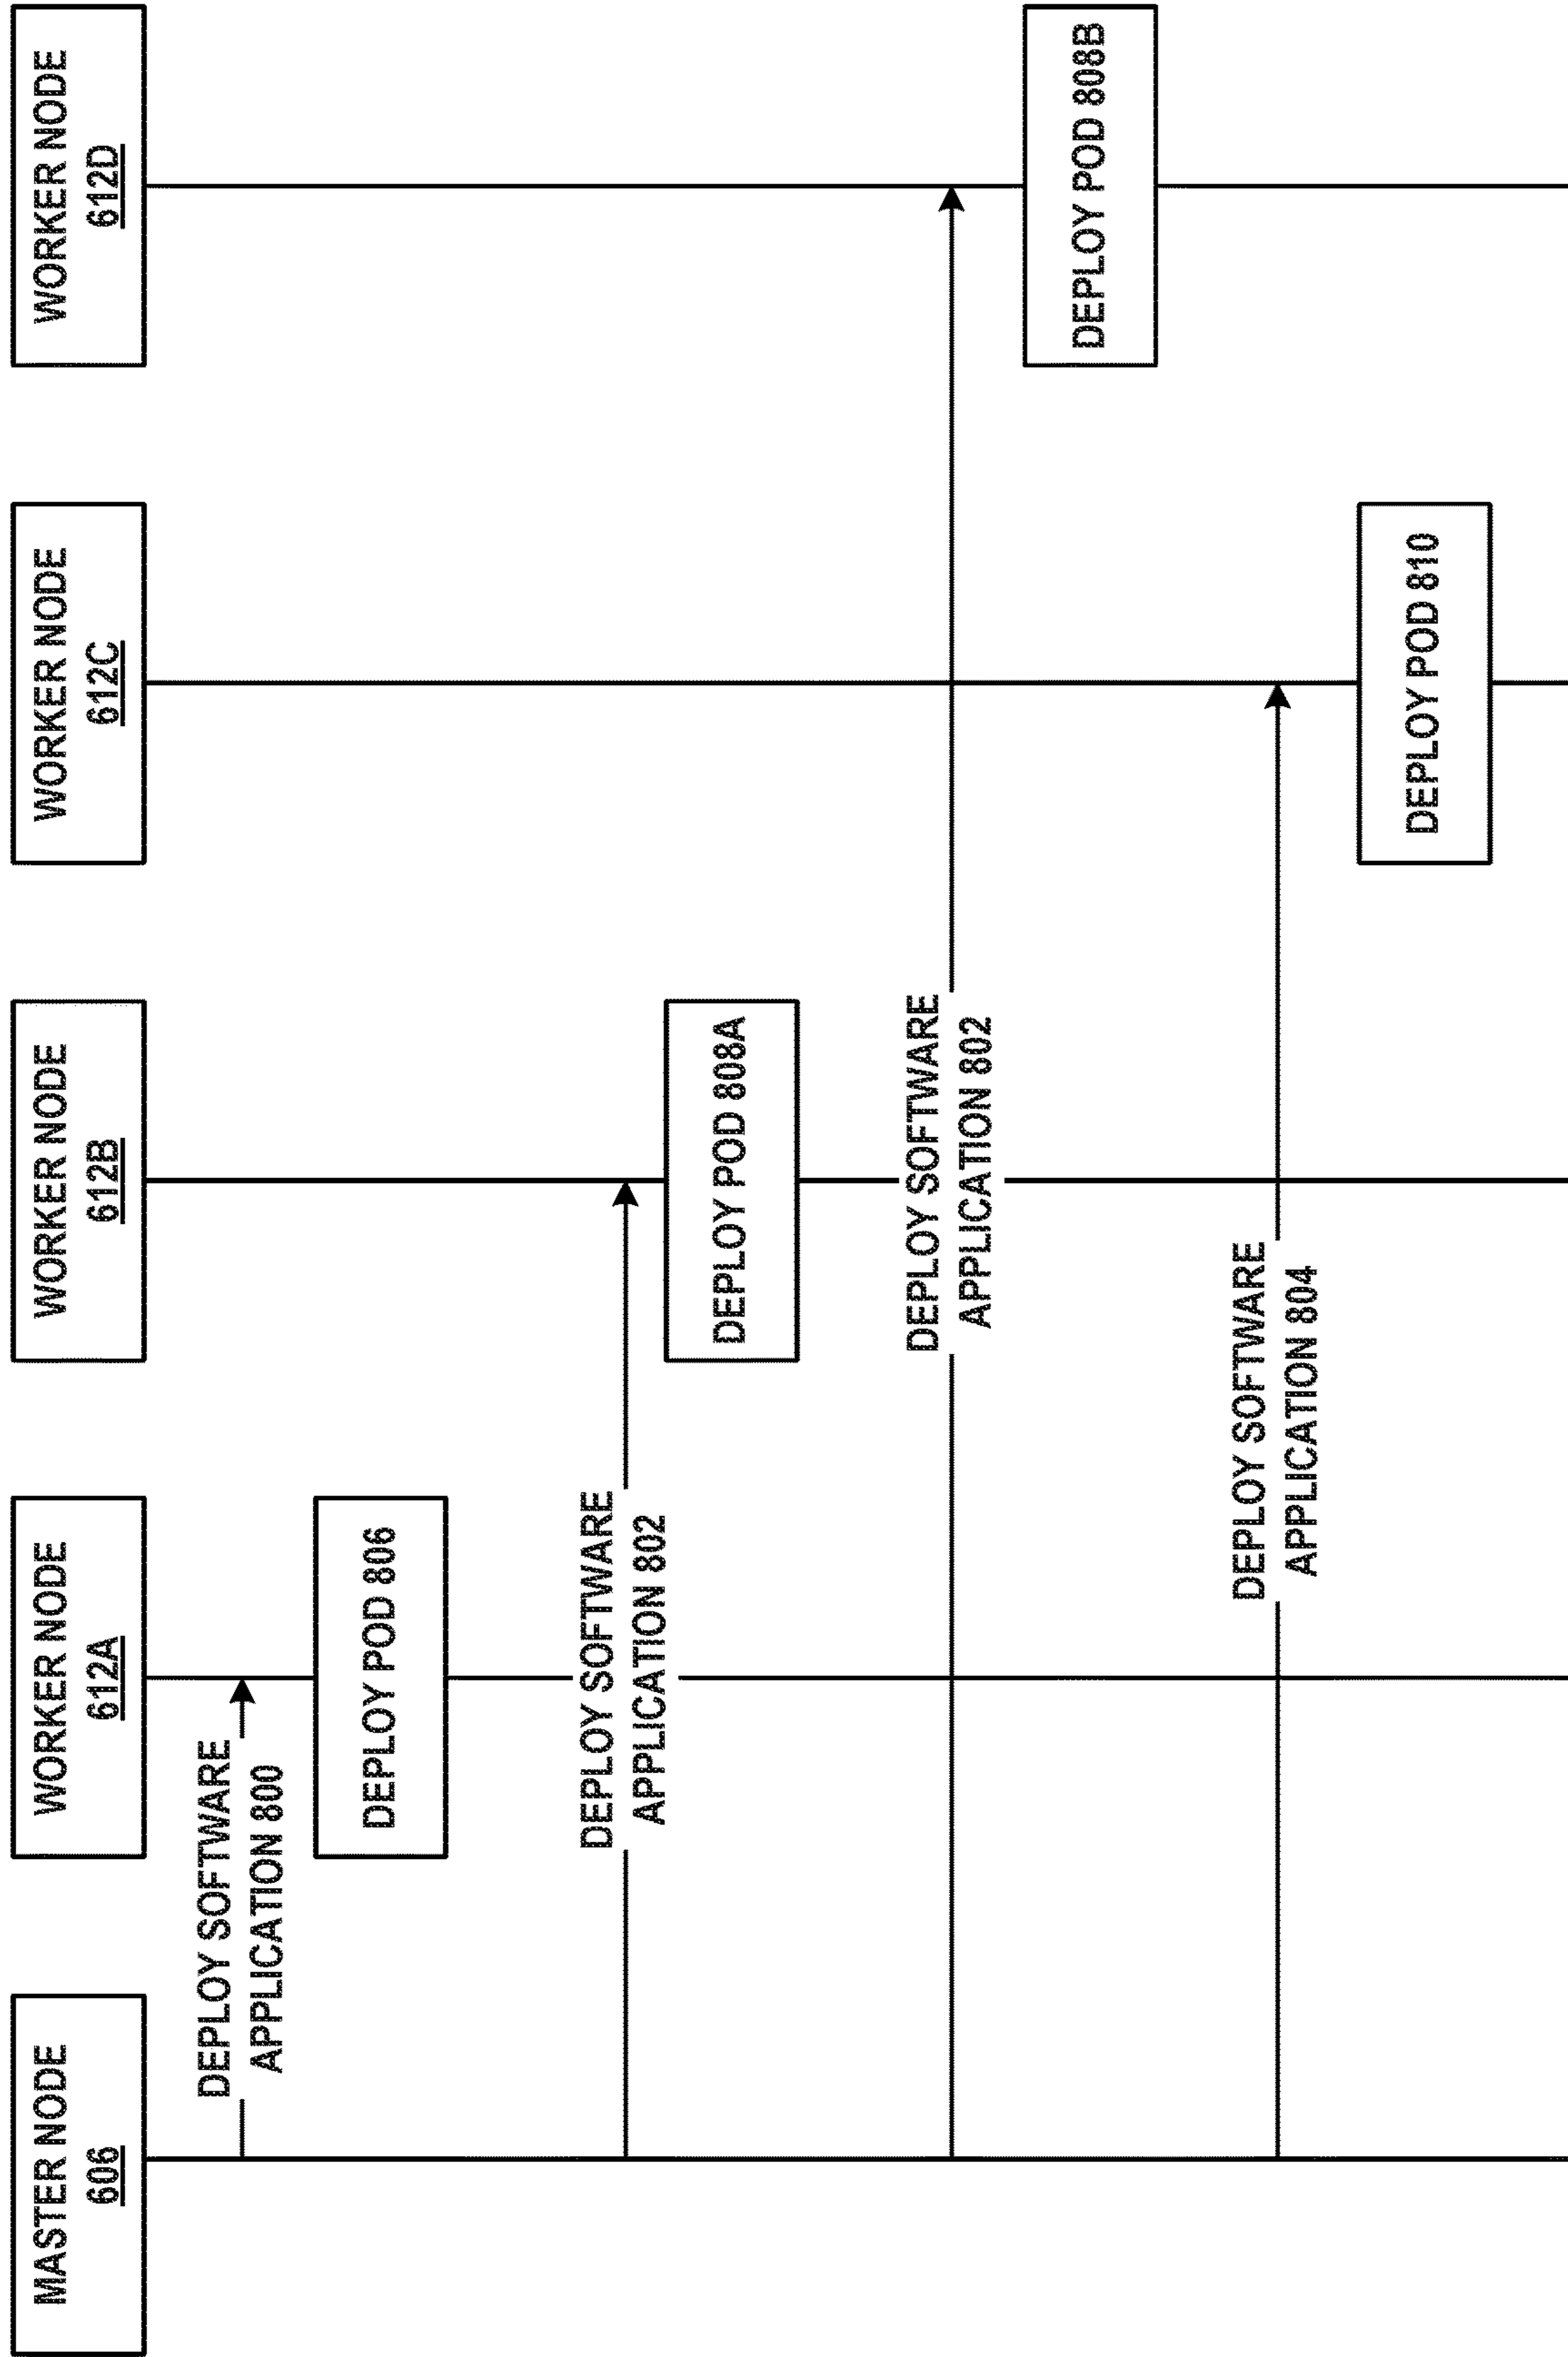 MASTER NODE
606
WORKER NODE
612A
WORKER NODE
612B
WORKER NODE
612C
WORKER NODE
612D
DEPLOY SOFTWARE
APPLICATION 800
DEPLOY POD 806
DEPLOY SOFTWARE
APPLICATION 802
DEPLOY POD 808A
DEPLOY SOFTWARE
APPLICATION 802
DEPLOY POD 808B
DEPLOY SOFTWARE
APPLICATION 804
DEPLOY POD 810